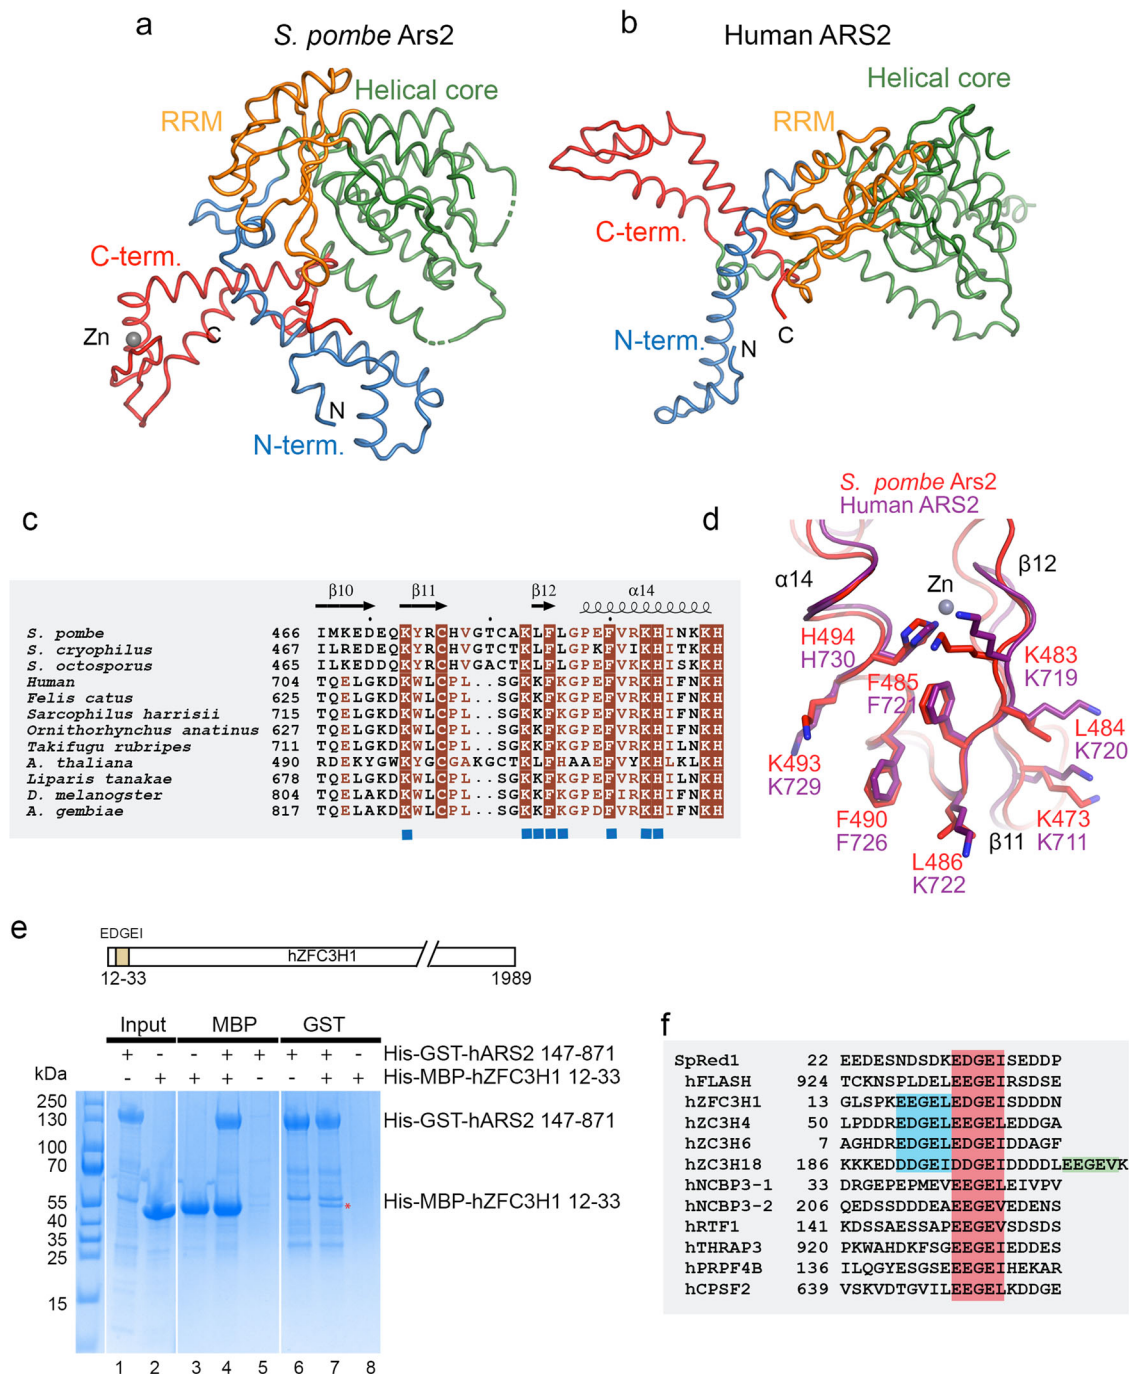 a
S. pombe Ars2
RRM
Helical core
C-term.
Zn
C
N
N-term.
b
Human ARS2
Helical core
RRM
C-term.
N-term.
N
C
c
β10 β11 β12 α14
S. pombe 466 IMKEDEQKYRCHVGTCAKLFLGPEFVRKHINKKH
S. cryophilus 467 ILREDEQKYRCHVGTCAKLFLGPKFVIKHITNKH
S. octosporus 465 ILKEDDQKYRCHVGACTKLFLGPEFVKKHISKKH
Human 704 TQELGKDKWLCPL..SGKKFKGPEFVRKHIFNKH
Felis catus 625 TQELGKDKWLCPL..SGKKFKGPEFVRKHIFNKH
Sarcophilus harrisii 715 TQELGKDKWLCPL..SGKKFKGPEFVRKHIFNKH
Ornithorhynchus anatinus 627 TQELGKDKWLCPL..SGKKFKGPEFVRKHIFNKH
Takifugu rubripes 711 TQELGKDKWLCPL..SGKKFKGPEFVRKHILNKH
A. thaliana 490 RDEKYGWKYGCGAKGCTKLFHAAEFVYKHLKLKH
Liparis tanakae 678 TQELGKDKWLCPL..SGKKFKGPEFVRKHILNKH
D. melanogster 804 TQELAKDKWLCPL..SGKKFKGPEFIRKHIFNKH
A. gembiae 817 TQELAKDKWLCPL..SGKKFKGPDFVRKHILNKH
d
S. pombe Ars2
Human ARS2
α14
Zn
β12
H494
H730
K483
K719
F485
F721
L484
K720
K493
K729
F490
F726
L486
K722
β11
K473
K711
e
EDGEI
hZFC3H1
12-33
1989
Input MBP GST
+ - - + + + + - His-GST-hARS2 147-871
- + + + - - + + His-MBP-hZFC3H1 12-33
kDa
250
130
100
70
55
40
35
25
15
His-GST-hARS2 147-871
His-MBP-hZFC3H1 12-33
*
1 2 3 4 5 6 7 8
f
SpRed1 22 EEDESNDSDKEDGEISEDDP
hFLASH 924 TCKNSPLDELEEGEIRSDSE
hZFC3H1 13 GLSPKEEGELEDGEISDDDN
hZC3H4 50 LPDDREDGELEEGELEDDGA
hZC3H6 7 AGHDREDGELEDGEIDDAGF
hZC3H18 186 KKKEDDDGEIDDGEIDDDDLEEGEVK
hNCBP3-1 33 DRGEPEPMEVEEGELEIVPV
hNCBP3-2 206 QEDSSDDDEAEEGEVEDENS
hRTF1 141 KDSSAESSAPEEGEVSDSDS
hTHRAP3 920 PKWAHDKFSGEEGEIEDDES
hPRPF4B 136 ILQGYESGSEEEGEIHEKAR
hCPSF2 639 VSKVDTGVILEEGELKDDGE